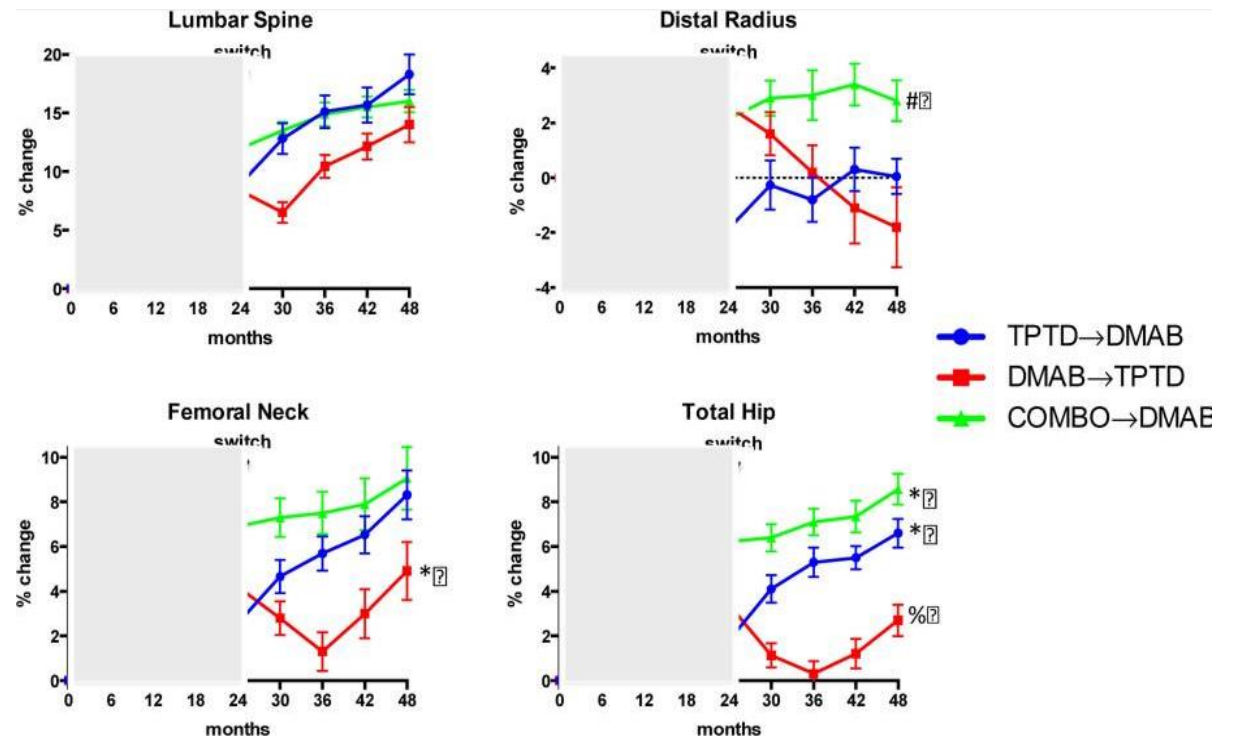 Lumbar Spine
switch
% change
20
15
10
5
0
0 6 12 18 24 30 36 42 48
months
Distal Radius
switch
% change
4
2
0
-2
-4
#
0 6 12 18 24 30 36 42 48
months
TPTD→DMAB
DMAB→TPTD
COMBO→DMAB
Femoral Neck
switch
% change
10
8
6
4
2
0
*
0 6 12 18 24 30 36 42 48
months
Total Hip
switch
% change
10
8
6
4
2
0
*
*
%
0 6 12 18 24 30 36 42 48
months